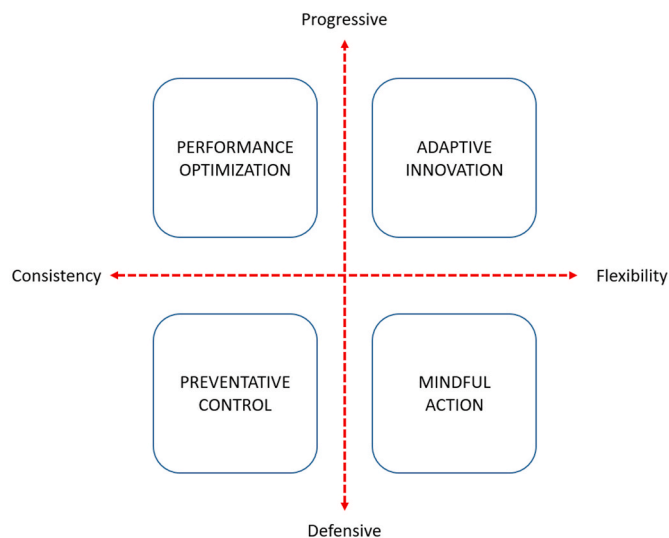 Progressive
PERFORMANCE
OPTIMIZATION
ADAPTIVE
INNOVATION
Consistency
Flexibility
PREVENTATIVE
CONTROL
MINDFUL
ACTION
Defensive